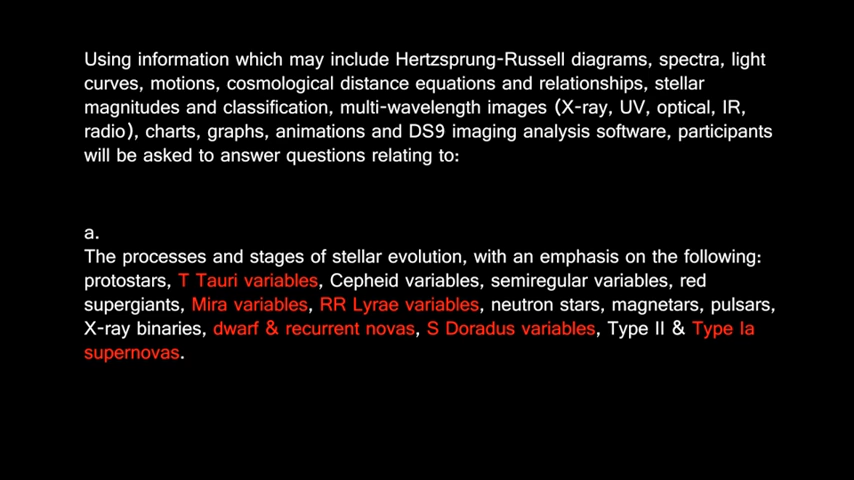 Using information which may include Hertzsprung-Russell diagrams, spectra, light
curves, motions, cosmological distance equations and relationships, stellar
magnitudes and classification, multi-wavelength images (X-ray, UV, optical, IR,
radio), charts, graphs, animations and DS9 imaging analysis software, participants
will be asked to answer questions relating to:
a.
The processes and stages of stellar evolution, with an emphasis on the following:
protostars, T Tauri variables, Cepheid variables, semiregular variables, red
supergiants, Mira variables, RR Lyrae variables, neutron stars, magnetars, pulsars,
X-ray binaries, dwarf & recurrent novas, S Doradus variables, Type II & Type Ia
supernovas.